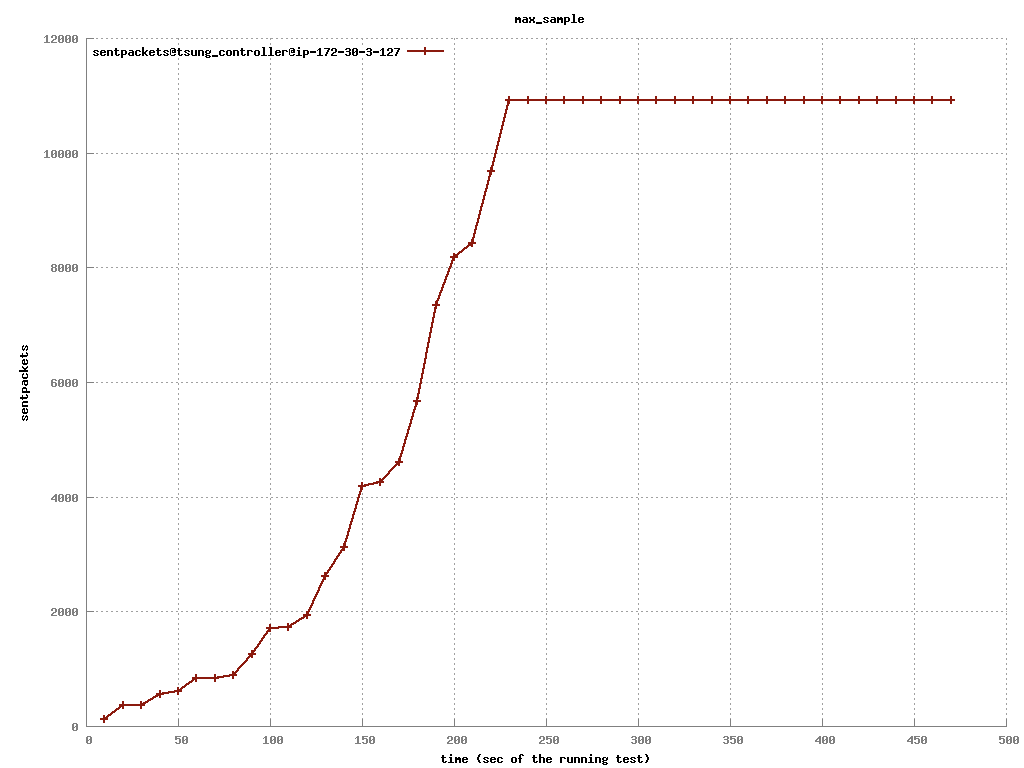 max_sample
12000
sentpackets@tsung_controller@ip-172-30-3-127
10000
8000
6000
4000
2000
0
sentpackets
0 50 100 150 200 250 300 350 400 450 500
time (sec of the running test)